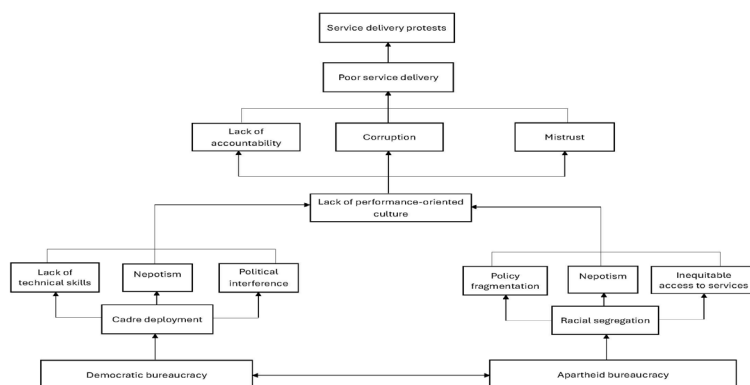 Service delivery protests
Poor service delivery
Lack of
accountability
Corruption
Mistrust
Lack of performance-oriented
culture
Lack of
technical skills
Nepotism
Political
interference
Policy
fragmentation
Nepotism
Inequitable
access to services
Cadre deployment
Racial segregation
Democratic bureaucracy
Apartheid bureaucracy